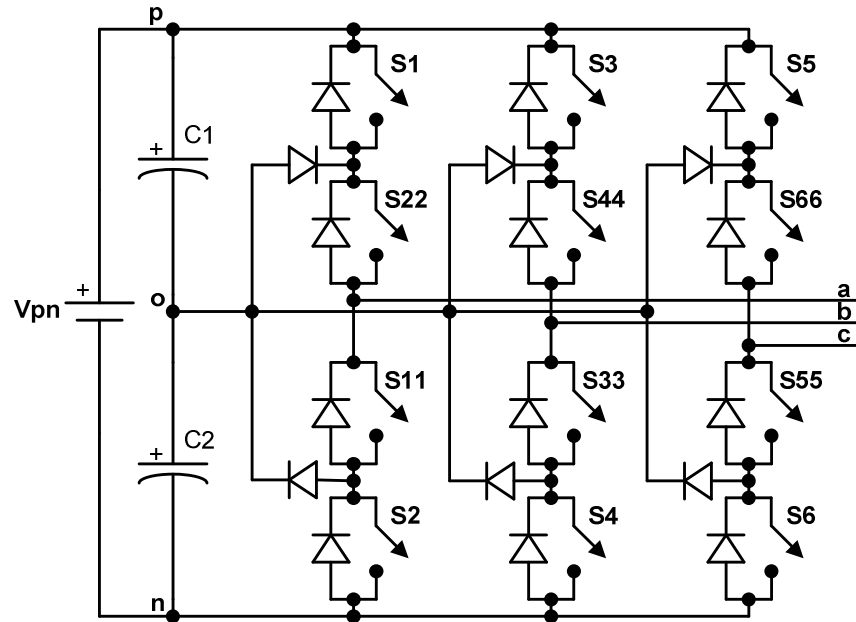 p
S1
S3
S5
+
C1
S22
S44
S66
+
Vpn
o
a
b
c
S11
S33
S55
+
C2
S2
S4
S6
n